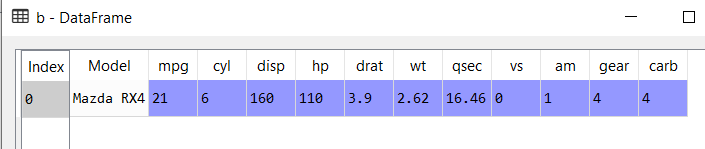 b - DataFrame
Index Model mpg cyl disp hp drat wt qsec vs am gear carb
0 Mazda RX4 21 6 160 110 3.9 2.62 16.46 0 1 4 4